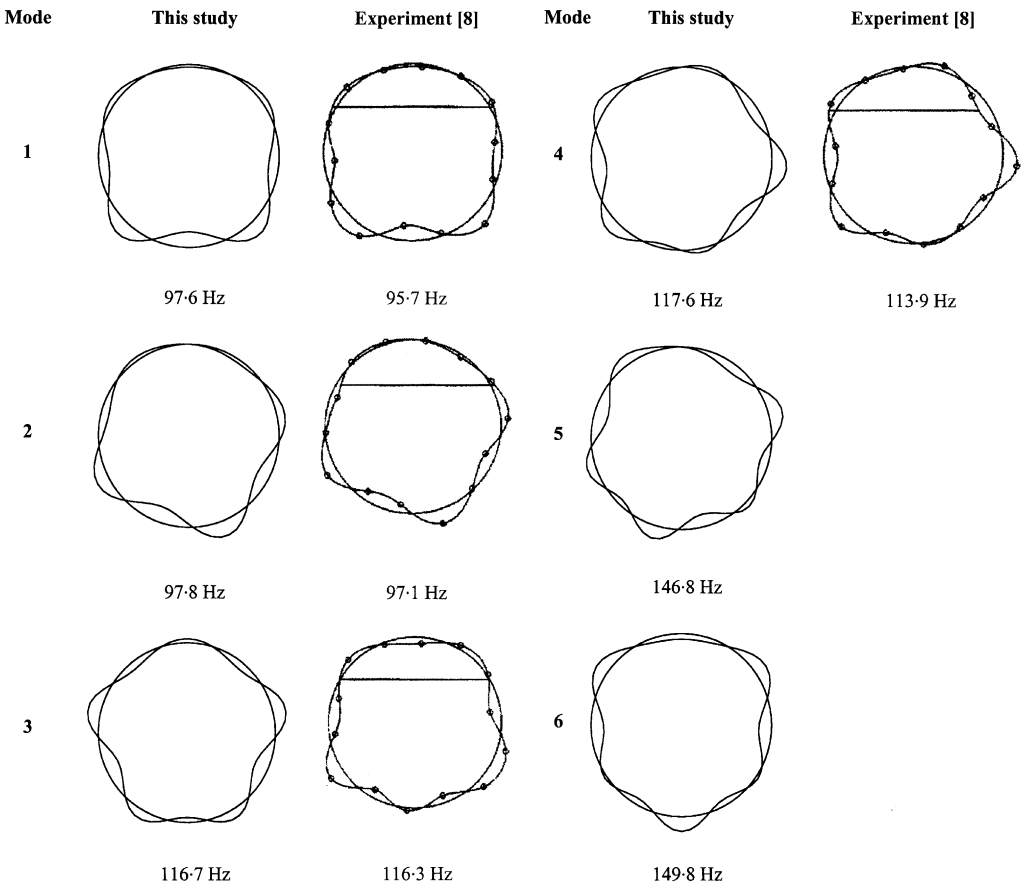 Mode This study Experiment [8] Mode This study Experiment [8]
1 4
97·6 Hz 95·7 Hz 117·6 Hz 113·9 Hz
2 5
97·8 Hz 97·1 Hz 146·8 Hz
3 6
116·7 Hz 116·3 Hz 149·8 Hz